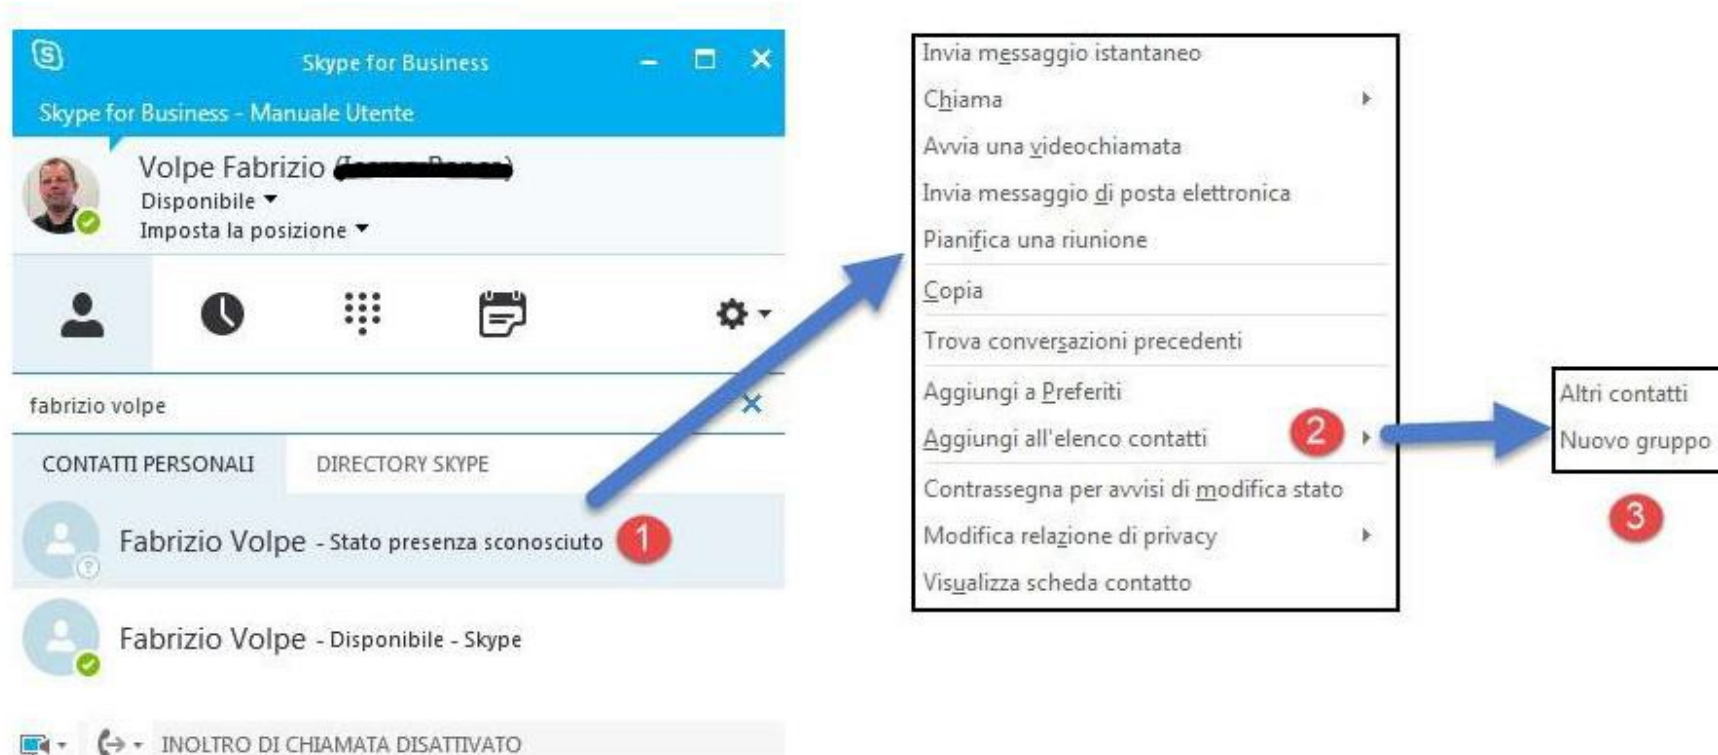 Skype for Business
Skype for Business - Manuale Utente
Volpe Fabrizio
Disponibile
Imposta la posizione
fabrizio volpe
CONTATTI PERSONALI
DIRECTORY SKYPE
Fabrizio Volpe - Stato presenza sconosciuto
1
Fabrizio Volpe - Disponibile - Skype
INOLTRO DI CHIAMATA DISATTIVATO
Invia messaggio istantaneo
Chiama
Avvia una videochiamata
Invia messaggio di posta elettronica
Pianifica una riunione
Copia
Trova conversazioni precedenti
Aggiungi a Preferiti
Aggiungi all'elenco contatti
2
Contrassegna per avvisi di modifica stato
Modifica relazione di privacy
Visualizza scheda contatto
Altri contatti
Nuovo gruppo
3